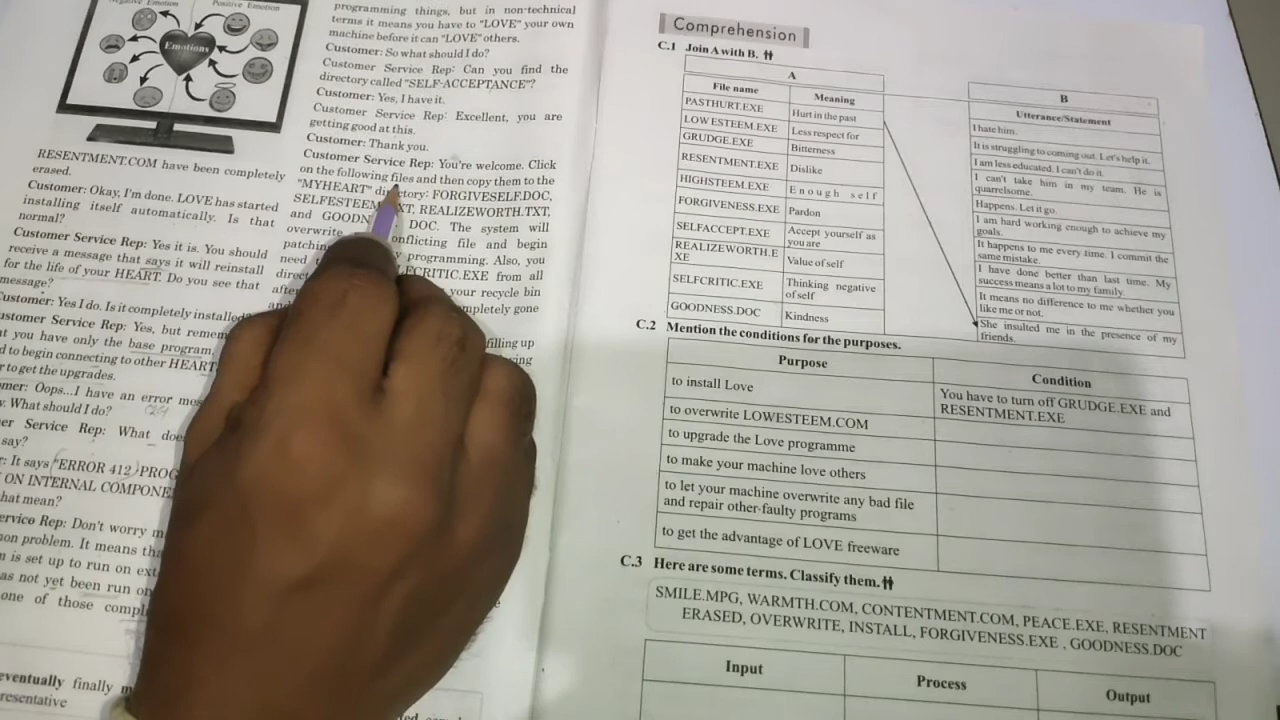 Negative Emotion
Positive Emotion
Emotions
RESENTMENT.COM have been completely
erased.
Customer: Okay, I'm done. LOVE has started
installing itself automatically. Is that
normal?
Customer Service Rep: Yes it is. You should
receive a message that says it will reinstall
for the life of your HEART. Do you see that
message?
Customer: Yes I do. Is it completely installed
ustomer Service Rep: Yes, but remem
t you have only the base program
d to begin connecting to other HEART
r to get the upgrades.
mer: Oops...I have an error mes
. What should I do?
er Service Rep: What doe
say?
: It says "ERROR 412 PROG
ON INTERNAL COMPONE
hat mean?
ervice Rep: Don't worry m
on problem. It means tha
is set up to run on ext
as not yet been run on
one of those compl
eventually finally m
resentative
programming things, but in non-technical
terms it means you have to "LOVE" your own
machine before it can "LOVE" others.
Customer: So what should I do?
Customer Service Rep: Can you find the
directory called "SELF-ACCEPTANCE"?
Customer: Yes, I have it.
Customer Service Rep: Excellent, you are
getting good at this.
Customer: Thank you.
Customer Service Rep: You're welcome. Click
on the following files and then copy them to the
"MYHEART" directory: FORGIVESELF.DOC,
SELFESTEEM XT, REALIZEWORTH.TXT,
and GOODN DOC. The system will
overwrite onflicting file and begin
patching y programming. Also, you
need t LFCRITIC.EXE from all
direct your recycle bin
after mpletely gone
and
filling up
Comprehension
C.1 Join A with B.
A
File name Meaning
PASTHURT.EXE Hurt in the past
LOWESTEEM.EXE Less respect for
GRUDGE.EXE Bitterness
RESENTMENT.EXE Dislike
HIGHSTEEM.EXE Enough self
FORGIVENESS.EXE Pardon
SELFACCEPT.EXE Accept yourself as
you are
REALIZEWORTH.E
XE Value of self
SELFCRITIC.EXE Thinking negative
of self
GOODNESS.DOC Kindness
B
Utterance/Statement
I hate him.
It is struggling to coming out. Let's help it.
I am less educated. I can't do it.
I can't take him in my team. He is
quarrelsome.
Happens. Let it go.
I am hard working enough to achieve my
goals.
It happens to me every time. I commit the
same mistake.
I have done better than last time. My
success means a lot to my family.
It means no difference to me whether you
like me or not.
She insulted me in the presence of my
friends.
C.2 Mention the conditions for the purposes.
Purpose Condition
to install Love You have to turn off GRUDGE.EXE and
RESENTMENT.EXE
to overwrite LOWESTEEM.COM
to upgrade the Love programme
to make your machine love others
to let your machine overwrite any bad file
and repair other faulty programs
to get the advantage of LOVE freeware
C.3 Here are some terms. Classify them.
SMILE.MPG, WARMTH.COM, CONTENTMENT.COM, PEACE.EXE, RESENTMENT
ERASED, OVERWRITE, INSTALL, FORGIVENESS.EXE , GOODNESS.DOC
Input Process Output